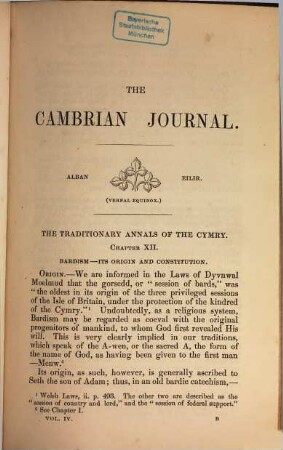 Bayerische
Staatsbibliothek
München
THE
CAMBRIAN JOURNAL.
ALBAN EILIR.
(VERNAL EQUINOX.)
THE TRADITIONARY ANNALS OF THE CYMRY.
CHAPTER XII.
BARDISM—ITS ORIGIN AND CONSTITUTION.
ORIGIN.—We are informed in the Laws of Dyvnwal
Moelmud that the gorsedd, or "session of bards," was
"the oldest in its origin of the three privileged sessions
of the Isle of Britain, under the protection of the kindred
of the Cymry."¹ Undoubtedly, as a religious system,
Bardism may be regarded as coeval with the original
progenitors of mankind, to whom God first revealed His
will. This is very clearly implied in our traditions,
which speak of the A-wen, or the sacred A, the form of
the name of God, as having been given to the first man
—Menw.²
Its origin, as such, however, is generally ascribed to
Seth the son of Adam; thus, in an old bardic catechism,—
¹ Welsh Laws, ii. p. 493. The other two are described as the
"session of country and lord," and the "session of federal support."
² See Chapter I.
VOL. IV. B